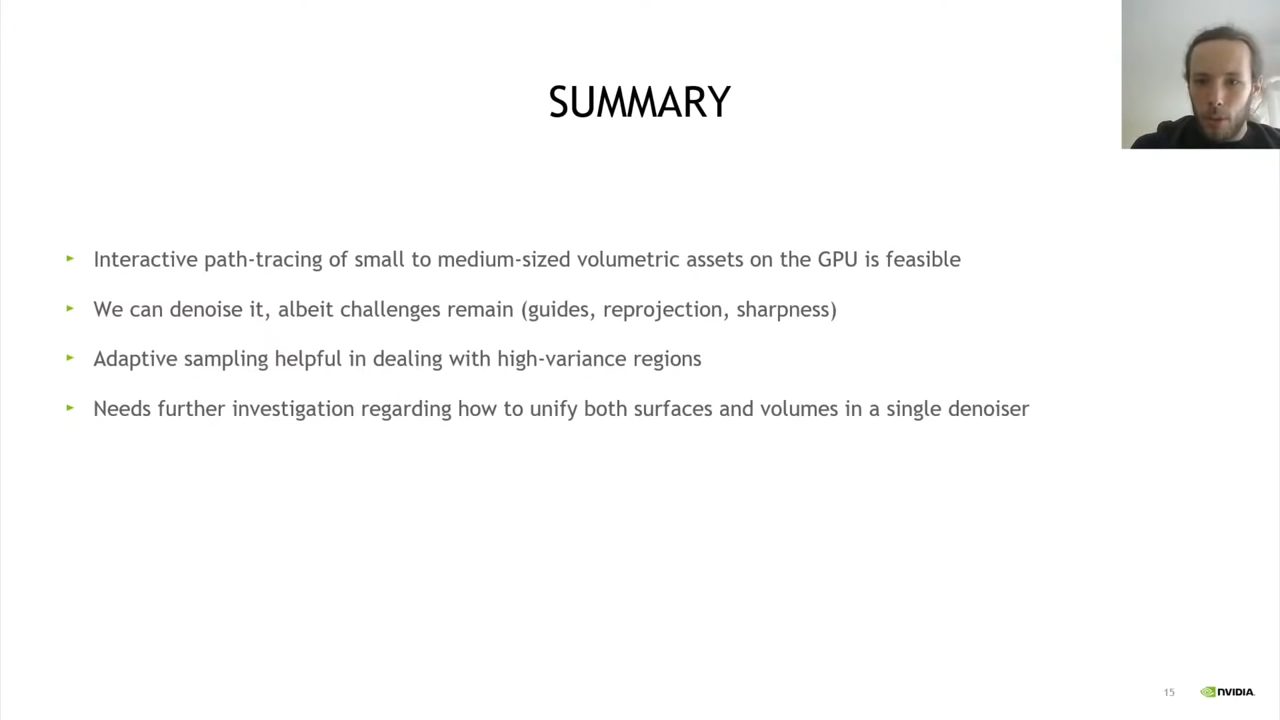 SUMMARY
Interactive path-tracing of small to medium-sized volumetric assets on the GPU is feasible
We can denoise it, albeit challenges remain (guides, reprojection, sharpness)
Adaptive sampling helpful in dealing with high-variance regions
Needs further investigation regarding how to unify both surfaces and volumes in a single denoiser
15
NVIDIA.